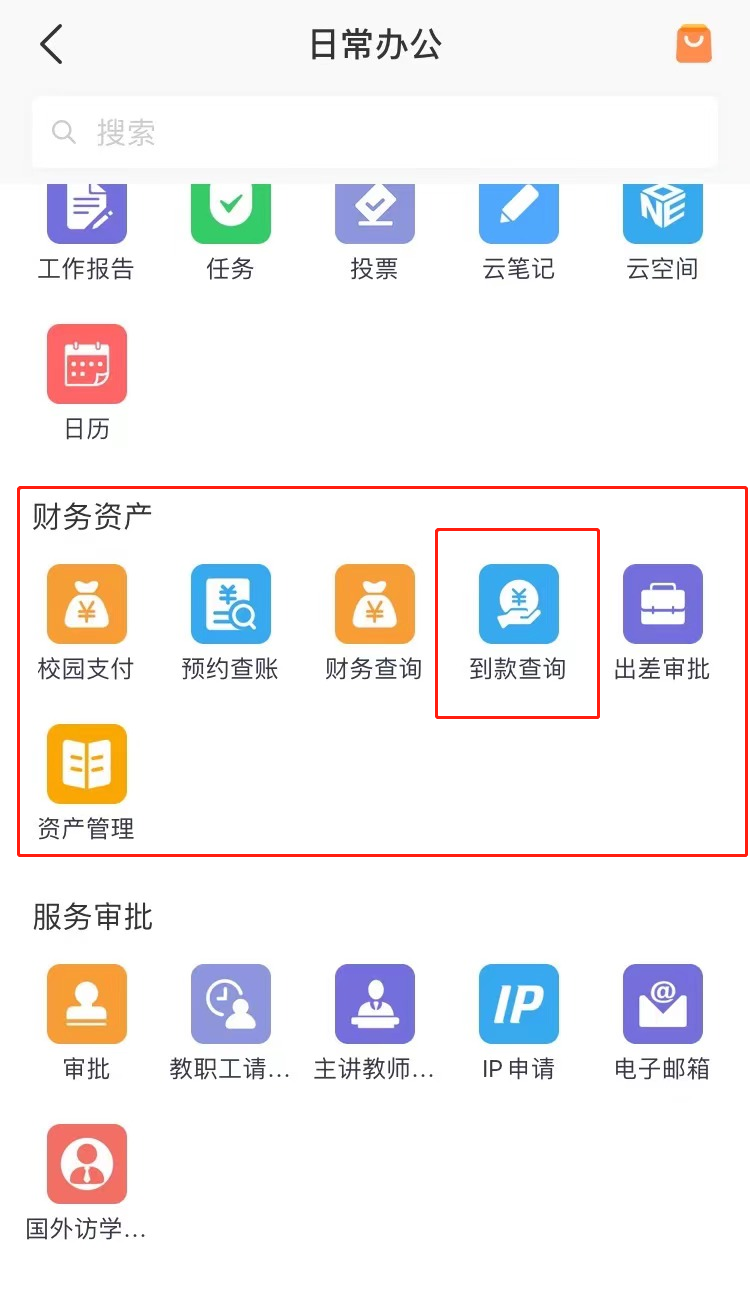 日常办公
搜索
工作报告 任务 投票 云笔记 云空间
日历
财务资产
校园支付 预约查账 财务查询 到款查询 出差审批
资产管理
服务审批
审批 教职工请... 主讲教师... IP 申请 电子邮箱
国外访学...